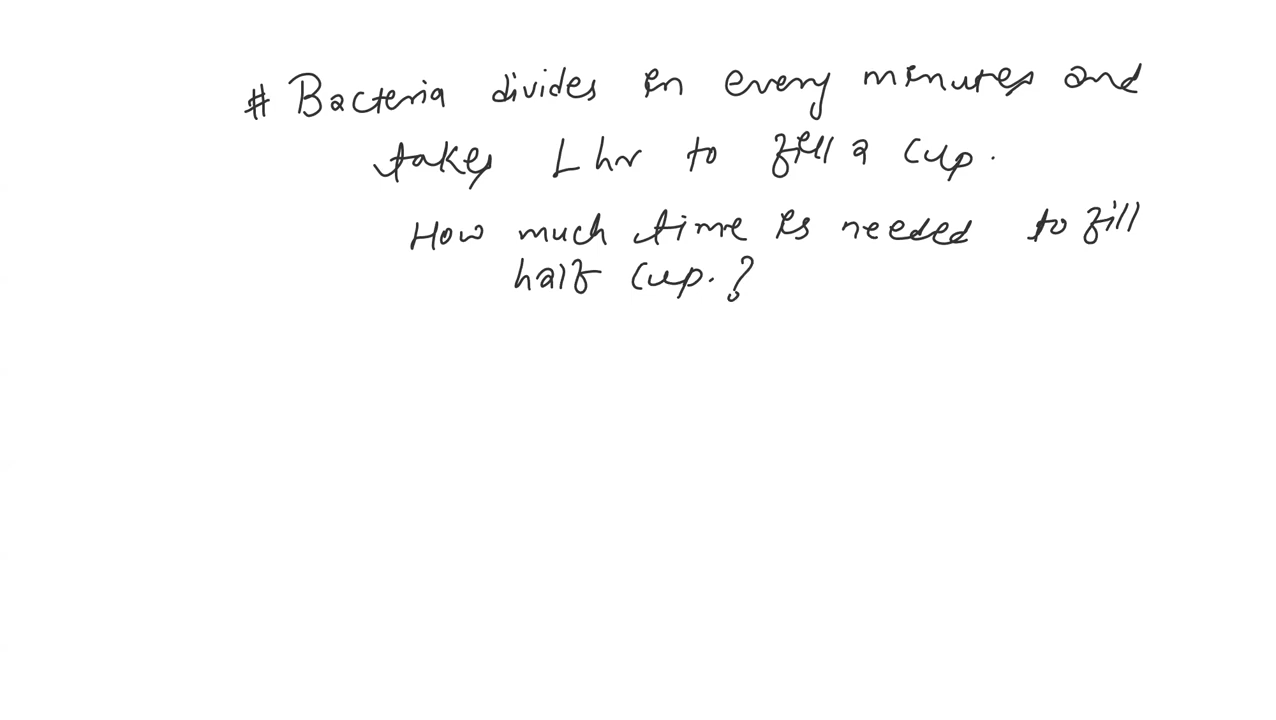 # Bacteria divides in every minutes and
takes 1 hr to fill a cup.
How much time is needed to fill
half cup.?